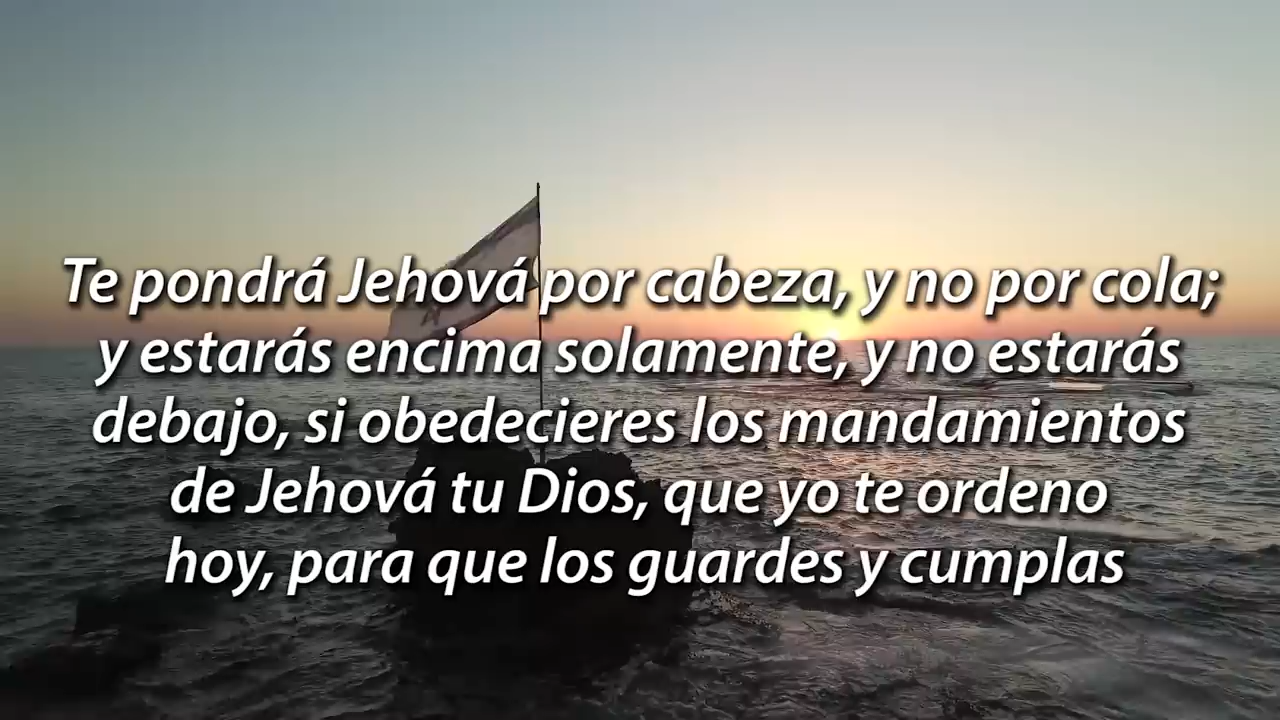 Te pondrá Jehová por cabeza, y no por cola;
y estarás encima solamente, y no estarás
debajo, si obedecieres los mandamientos
de Jehová tu Dios, que yo te ordeno
hoy, para que los guardes y cumplas